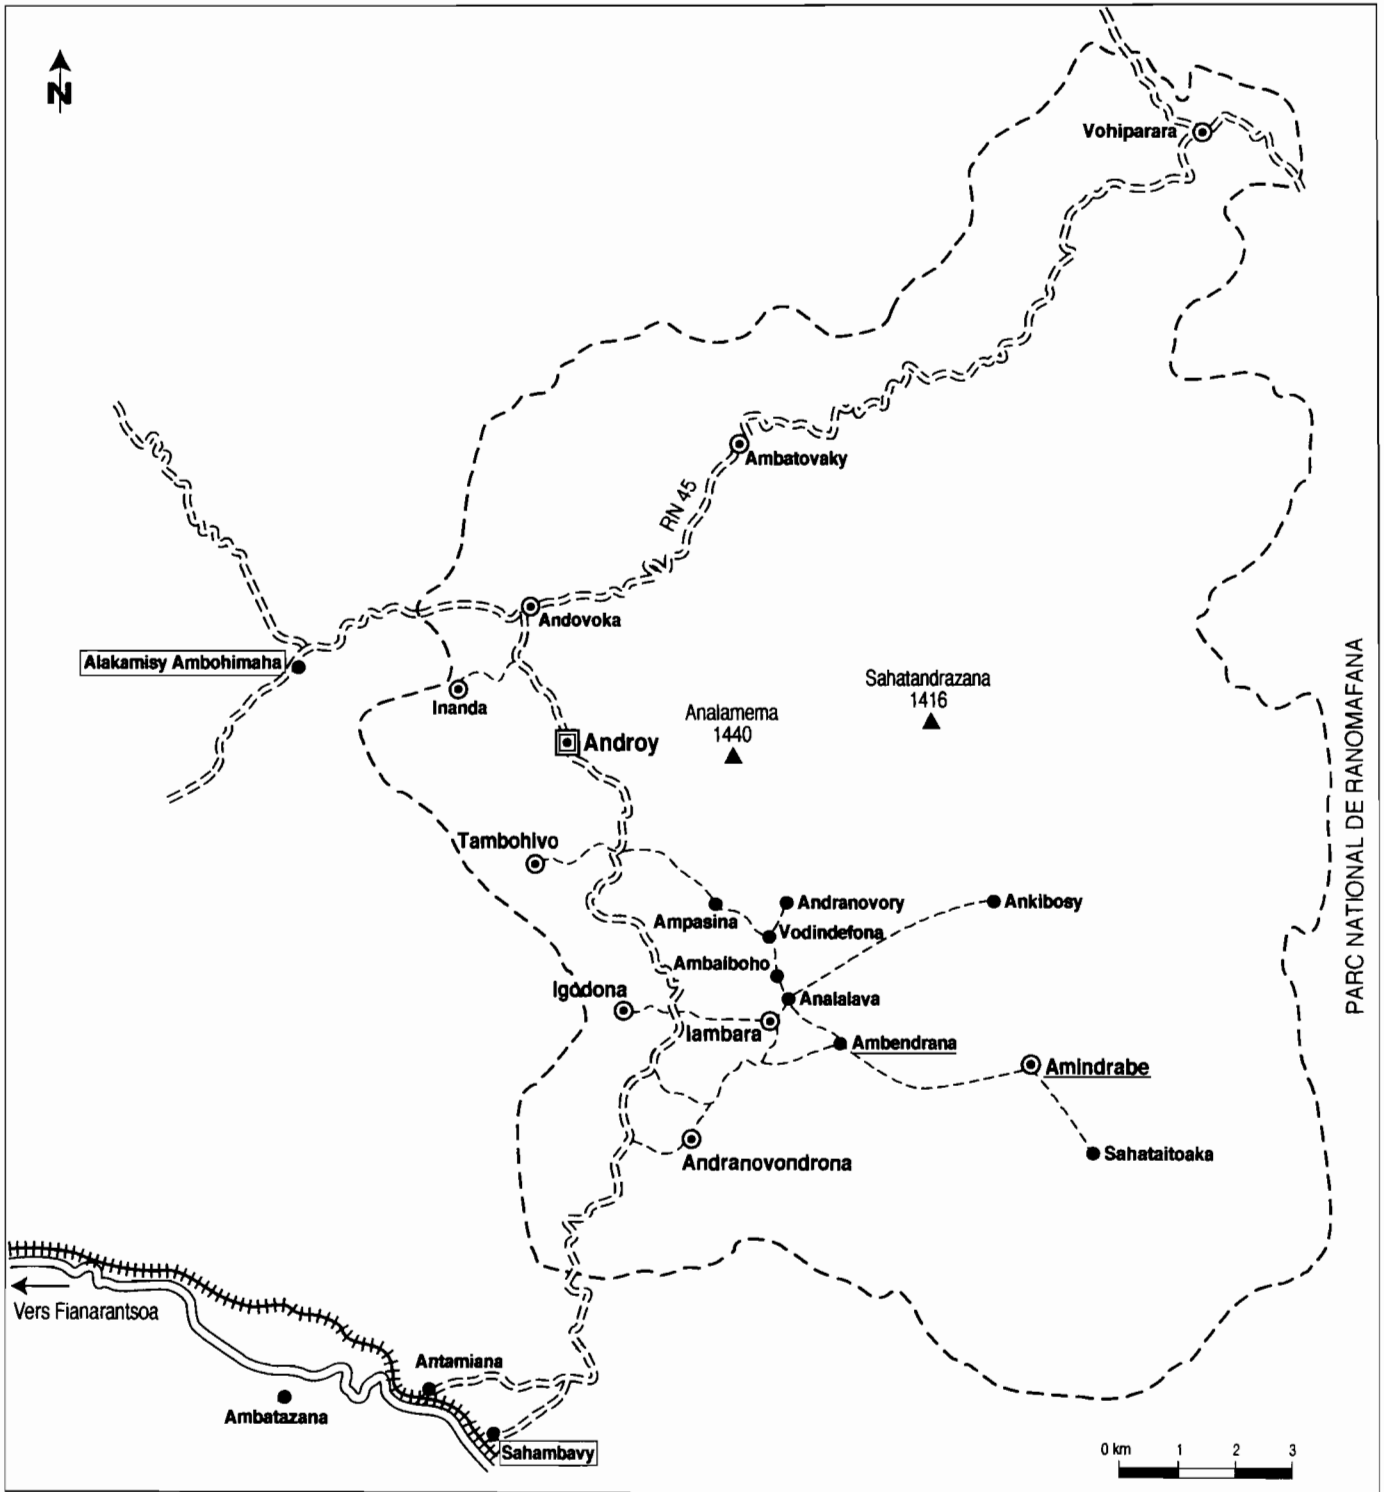 N
Vohiparara
Ambatovaky
RN 45
Andovoka
Alakamisy Ambohimaha
Inanda
Sahatandrazana
1416
Analamema
1440
Androy
PARC NATIONAL DE RANOMAFANA
Tambohivo
Ampasina
Andranovory
Ankibosy
Vodindefona
Ambaiboho
Igodona
Analalava
Iambara
Ambendrana
Amindrabe
Andranovondrona
Sahataitoaka
Vers Fianarantsoa
Antamiana
Ambatazana
Sahambavy
0 km 1 2 3